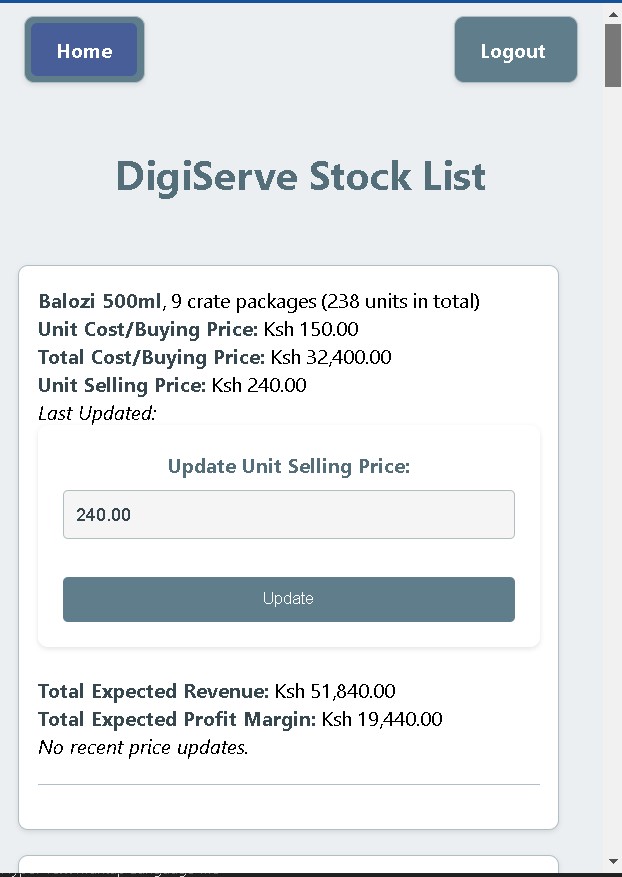 Home
Logout
DigiServe Stock List
Balozi 500ml, 9 crate packages (238 units in total)
Unit Cost/Buying Price: Ksh 150.00
Total Cost/Buying Price: Ksh 32,400.00
Unit Selling Price: Ksh 240.00
Last Updated:
Update Unit Selling Price:
240.00
Update
Total Expected Revenue: Ksh 51,840.00
Total Expected Profit Margin: Ksh 19,440.00
No recent price updates.